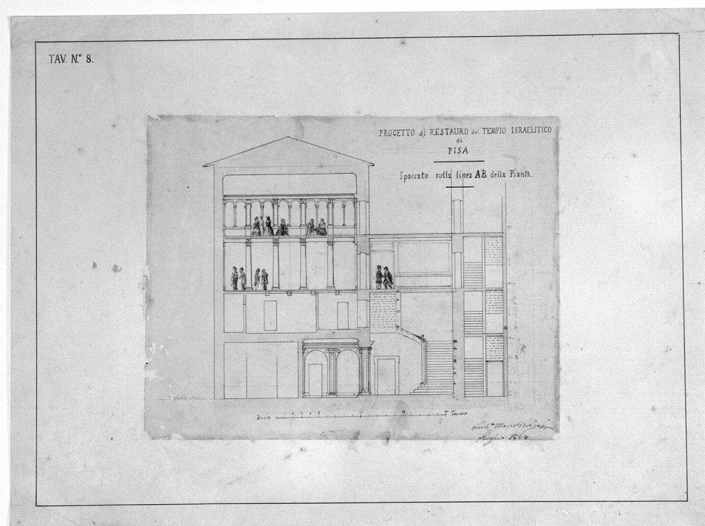 TAV. N.º 8.
PROGETTO di RESTAURO del TEMPIO ISRAELITICO
di
PISA
Spaccato sulla linea AB della Pianta.